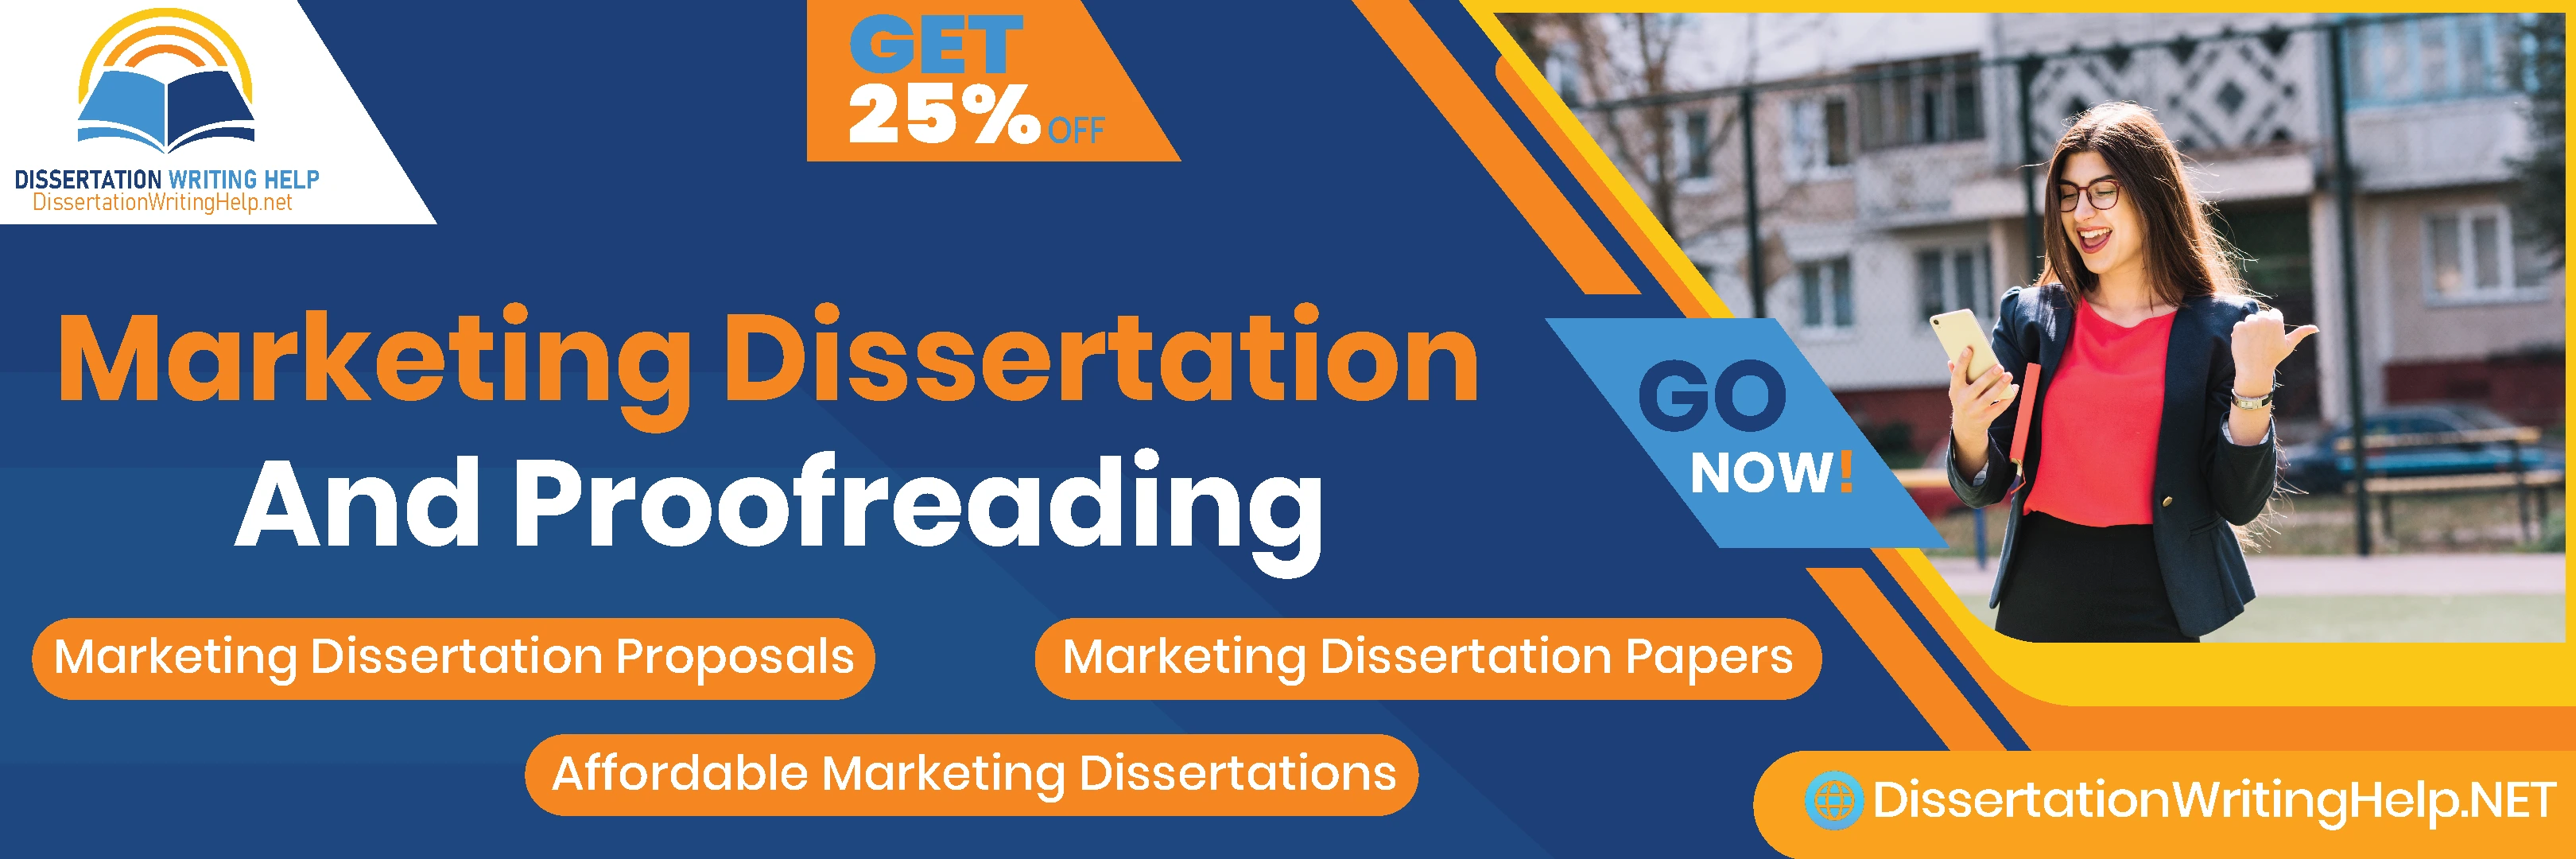 DISSERTATION WRITING HELP
DissertationWritingHelp.net
GET
25% OFF
Marketing Dissertation
And Proofreading
GO
NOW!
Marketing Dissertation Proposals
Marketing Dissertation Papers
Affordable Marketing Dissertations
DissertationWritingHelp.NET